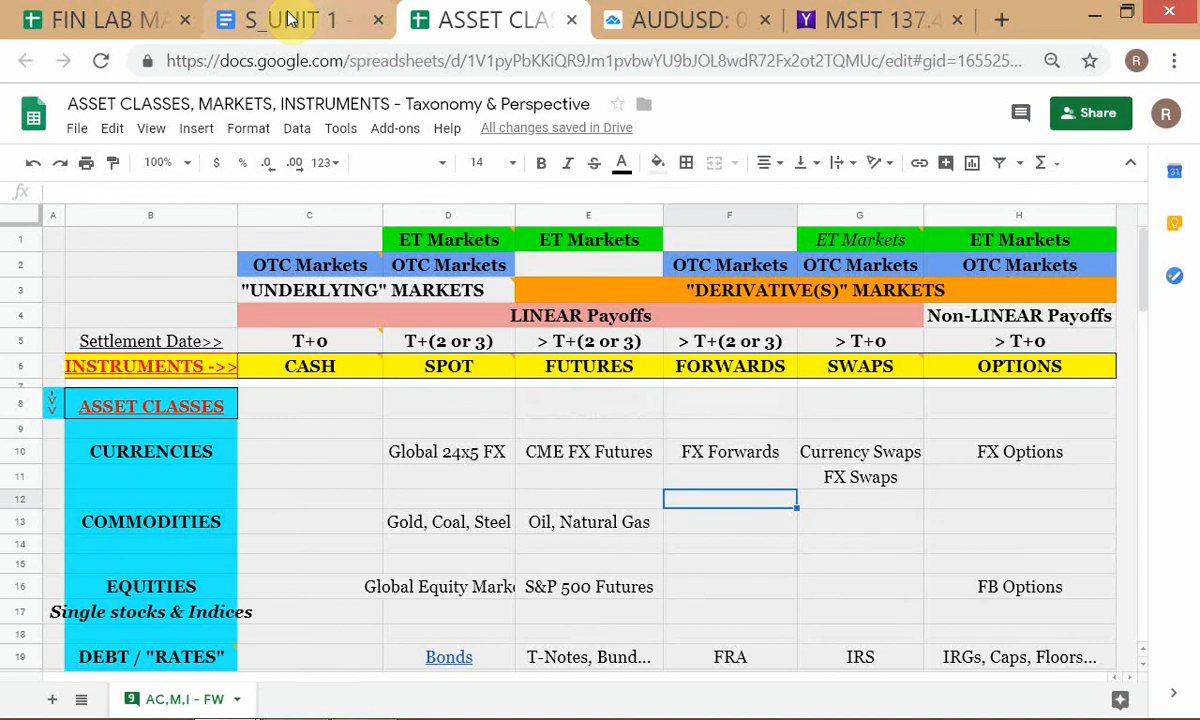 FIN LAB MA S_UNIT 1 - ASSET CLAS AUDUSD: 0 MSFT 137.4
https://docs.google.com/spreadsheets/d/1V1pyPbKKiQR9Jm1pvbwYU9bJOL8wdR72Fx2ot2TQMUc/edit#gid=165525... R
ASSET CLASSES, MARKETS, INSTRUMENTS - Taxonomy & Perspective Share R
File Edit View Insert Format Data Tools Add-ons Help All changes saved in Drive
100% $ % .0 .00 123 14 B I S A Σ 31
fx
A B C D E F G H
1 ET Markets ET Markets ET Markets ET Markets
2 OTC Markets OTC Markets OTC Markets OTC Markets OTC Markets
3 "UNDERLYING" MARKETS "DERIVATIVE(S)" MARKETS
4 LINEAR Payoffs Non-LINEAR Payoffs
5 Settlement Date>> T+0 T+(2 or 3) > T+(2 or 3) > T+(2 or 3) > T+0 > T+0
6 INSTRUMENTS ->> CASH SPOT FUTURES FORWARDS SWAPS OPTIONS
7
8 ASSET CLASSES
9
10 CURRENCIES Global 24x5 FX CME FX Futures FX Forwards Currency Swaps FX Options
11 FX Swaps
12
13 COMMODITIES Gold, Coal, Steel Oil, Natural Gas
14
15
16 EQUITIES Global Equity Marke S&P 500 Futures FB Options
17 Single stocks & Indices
18
19 DEBT / "RATES" Bonds T-Notes, Bund... FRA IRS IRGs, Caps, Floors...
9 AC,M,I - FW